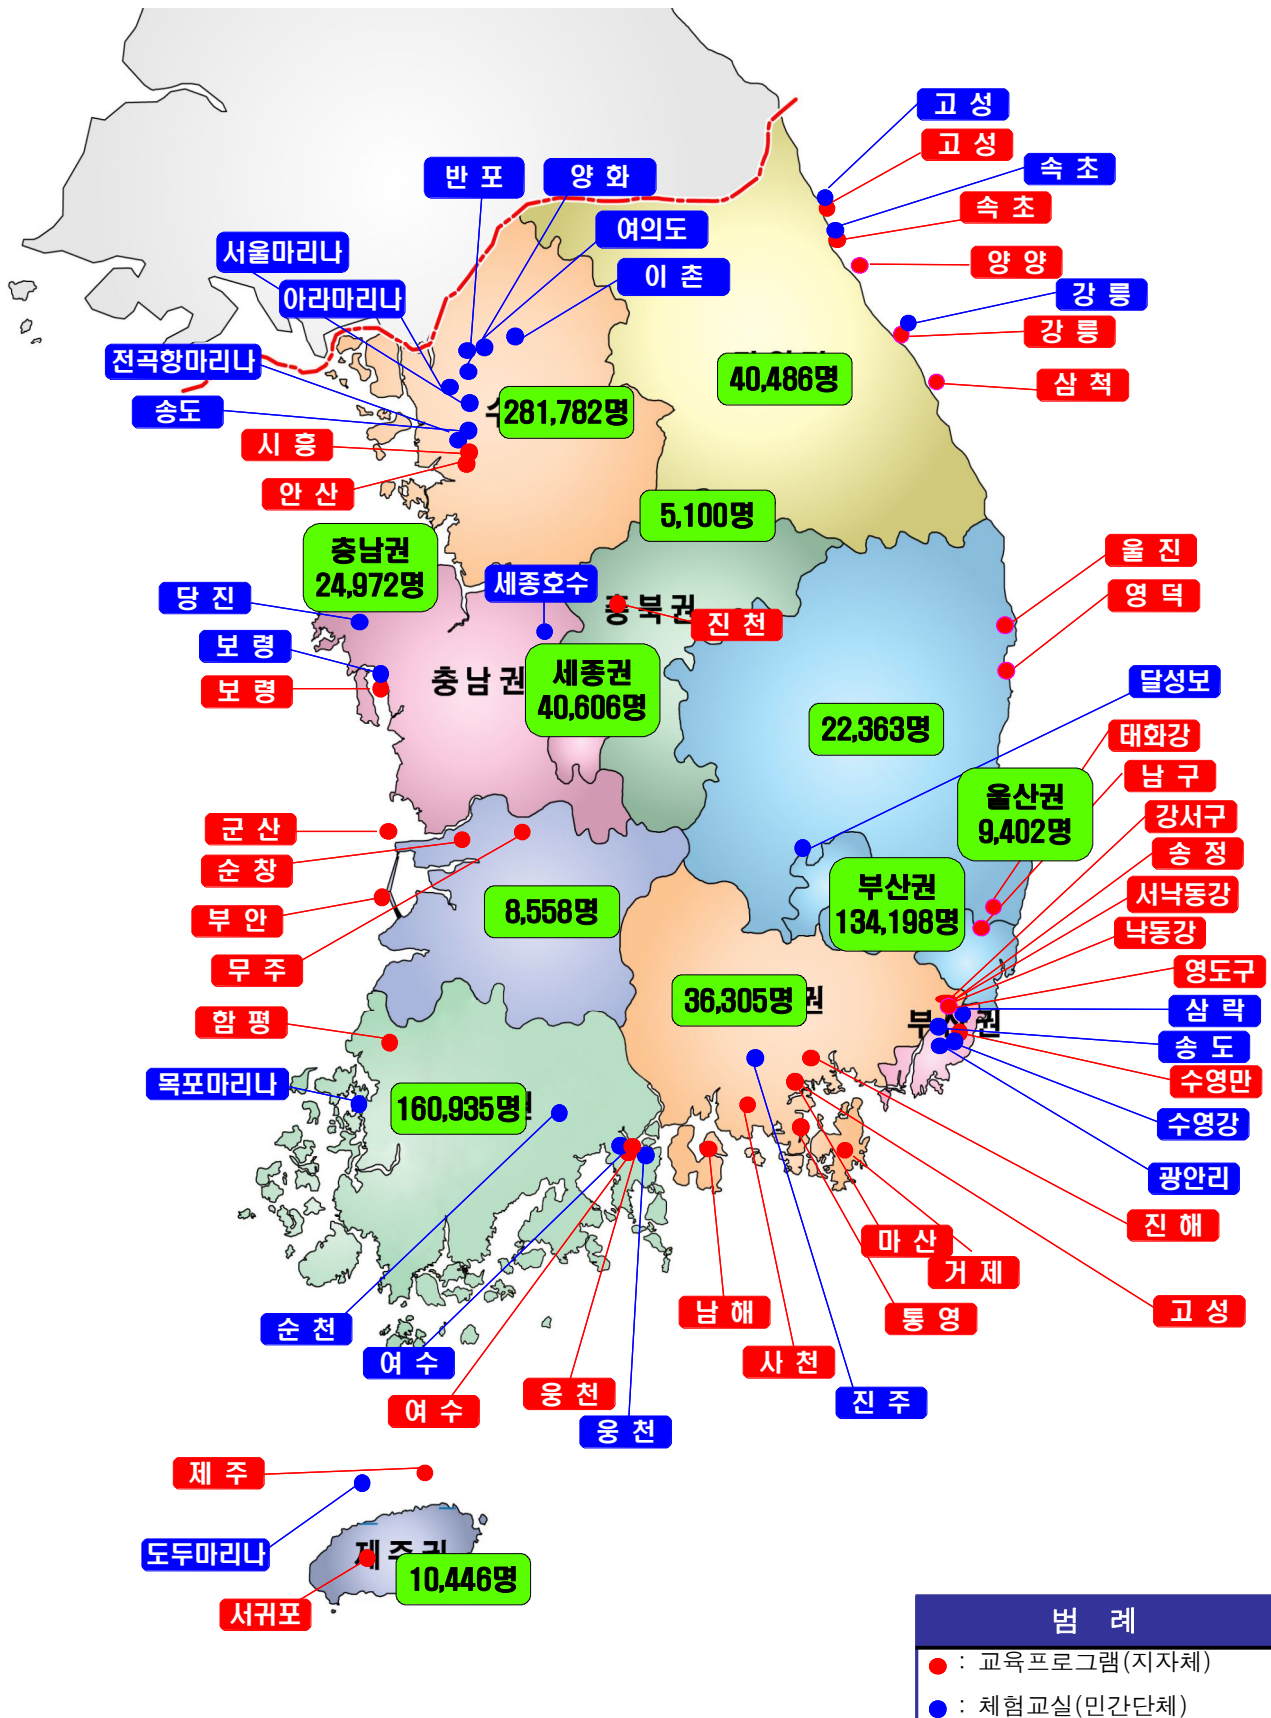 고 성
고 성
속 초
속 초
양 양
강 릉
강 릉
삼 척
반 포
양 화
여의도
이 촌
서울마리나
아라마리나
전곡항마리나
송도
시 흥
안 산
40,486명
281,782명
5,100명
충남권
24,972명
세종호수
당 진
보 령
보 령
충북권
진 천
충남권
세종권
40,606명
울 진
영 덕
달성보
22,363명
태화강
남 구
강서구
송 정
서낙동강
낙동강
영도구
삼 락
송 도
수영만
수영강
광안리
울산권
9,402명
부산권
134,198명
군 산
순 창
부 안
무 주
8,558명
36,305명
권
부산권
함 평
목포마리나
160,935명
진 해
마 산
거 제
고 성
통 영
남 해
사 천
진 주
순 천
여 수
여 수
웅 천
웅 천
제 주
도두마리나
제주권
10,446명
서귀포
범 례
: 교육프로그램(지자체)
: 체험교실(민간단체)